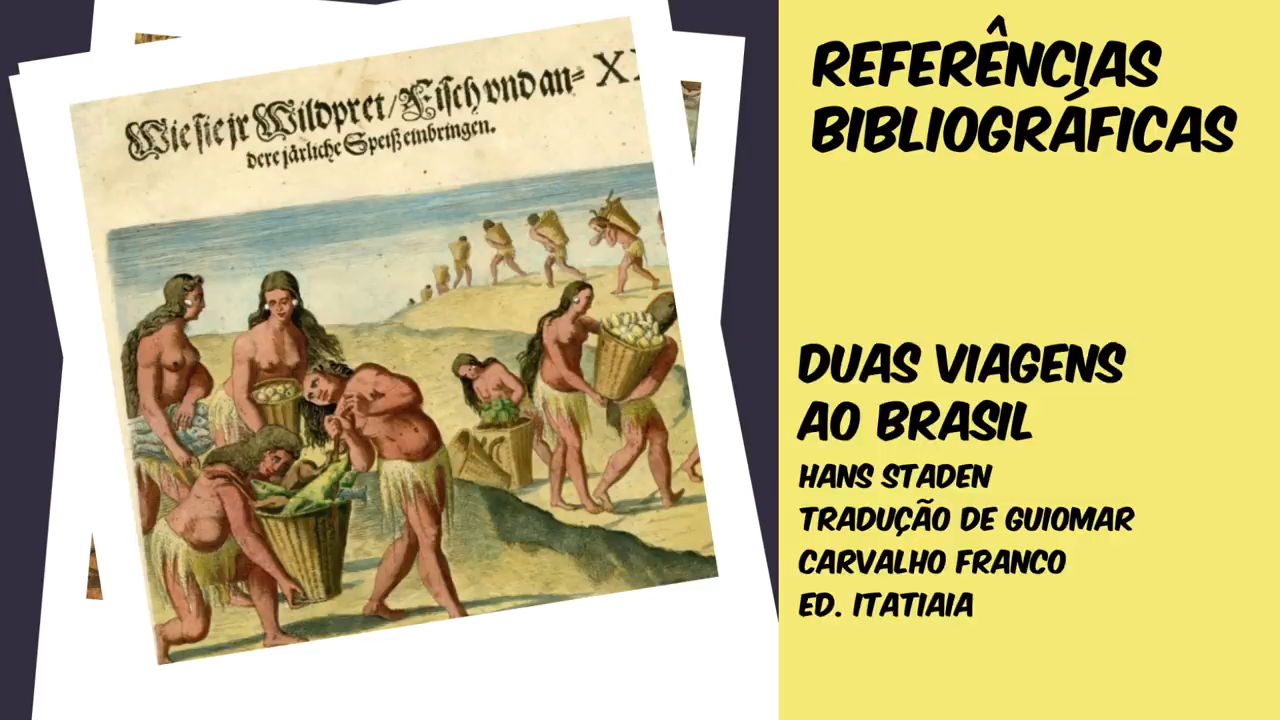 Wie sie jr Wildpret / Fisch vnd an= XI
dere järliche Speiß einbringen.
REFERÊNCIAS
BIBLIOGRÁFICAS
DUAS VIAGENS
AO BRASIL
HANS STADEN
TRADUÇÃO DE GUIOMAR
CARVALHO FRANCO
ED. ITATIAIA